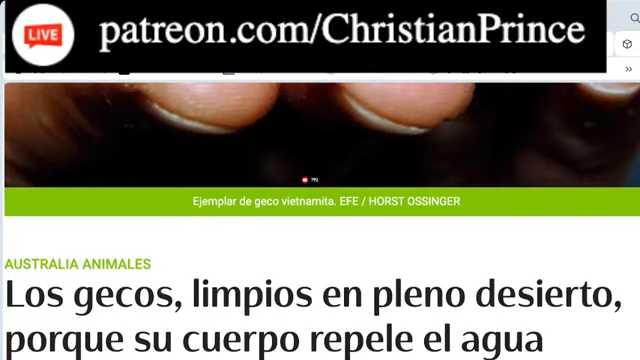 LIVE
patreon.com/ChristianPrince
»
792
Ejemplar de geco vietnamita. EFE / HORST OSSINGER
AUSTRALIA ANIMALES
Los gecos, limpios en pleno desierto,
porque su cuerpo repele el agua